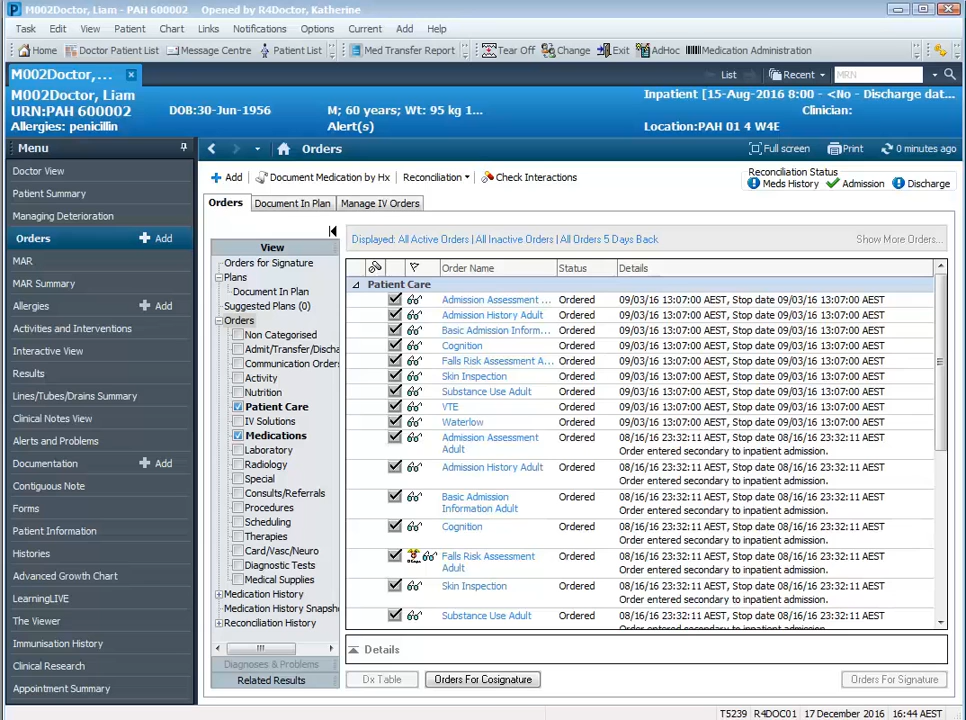 M002Doctor, Liam - PAH 600002    Opened by R4Doctor, Katherine
Task Edit View Patient Chart Links Notifications Options Current Add Help
Home Doctor Patient List Message Centre Patient List Med Transfer Report Tear Off Change Exit AdHoc Medication Administration
M002Doctor,... List Recent MRN
M002Doctor, Liam Inpatient [15-Aug-2016 8:00 - <No - Discharge dat...
URN:PAH 600002 DOB:30-Jun-1956 M; 60 years; Wt: 95 kg 1... Clinician:
Allergies: penicillin Alert(s) Location:PAH 01 4 W4E
Menu
Doctor View
Patient Summary
Managing Deterioration
Orders Add
MAR
MAR Summary
Allergies Add
Activities and Interventions
Interactive View
Results
Lines/Tubes/Drains Summary
Clinical Notes View
Alerts and Problems
Documentation Add
Contiguous Note
Forms
Patient Information
Histories
Advanced Growth Chart
LearningLIVE
The Viewer
Immunisation History
Clinical Research
Appointment Summary
Orders Full screen Print 0 minutes ago
Add Document Medication by Hx Reconciliation Check Interactions
Reconciliation Status
Meds History Admission Discharge
Orders Document In Plan Manage IV Orders
View
Orders for Signature
Plans
Document In Plan
Suggested Plans (0)
Orders
Non Categorised
Admit/Transfer/Discha
Communication Orders
Activity
Nutrition
Patient Care
IV Solutions
Medications
Laboratory
Radiology
Special
Consults/Referrals
Procedures
Scheduling
Therapies
Card/Vasc/Neuro
Diagnostic Tests
Medical Supplies
Medication History
Medication History Snapsh
Reconciliation History
Diagnoses & Problems
Related Results
Displayed: All Active Orders | All Inactive Orders | All Orders 5 Days Back Show More Orders...
Order Name Status Details
Patient Care
Admission Assessment ... Ordered 09/03/16 13:07:00 AEST, Stop date 09/03/16 13:07:00 AEST
Admission History Adult Ordered 09/03/16 13:07:00 AEST, Stop date 09/03/16 13:07:00 AEST
Basic Admission Inform... Ordered 09/03/16 13:07:00 AEST, Stop date 09/03/16 13:07:00 AEST
Cognition Ordered 09/03/16 13:07:00 AEST, Stop date 09/03/16 13:07:00 AEST
Falls Risk Assessment A... Ordered 09/03/16 13:07:00 AEST, Stop date 09/03/16 13:07:00 AEST
Skin Inspection Ordered 09/03/16 13:07:00 AEST, Stop date 09/03/16 13:07:00 AEST
Substance Use Adult Ordered 09/03/16 13:07:00 AEST, Stop date 09/03/16 13:07:00 AEST
VTE Ordered 09/03/16 13:07:00 AEST, Stop date 09/03/16 13:07:00 AEST
Waterlow Ordered 09/03/16 13:07:00 AEST, Stop date 09/03/16 13:07:00 AEST
Admission Assessment Ordered 08/16/16 23:32:11 AEST, Stop date 08/16/16 23:32:11 AEST
Adult Order entered secondary to inpatient admission.
Admission History Adult Ordered 08/16/16 23:32:11 AEST, Stop date 08/16/16 23:32:11 AEST
Order entered secondary to inpatient admission.
Basic Admission Ordered 08/16/16 23:32:11 AEST, Stop date 08/16/16 23:32:11 AEST
Information Adult Order entered secondary to inpatient admission.
Cognition Ordered 08/16/16 23:32:11 AEST, Stop date 08/16/16 23:32:11 AEST
Order entered secondary to inpatient admission.
Falls Risk Assessment Ordered 08/16/16 23:32:11 AEST, Stop date 08/16/16 23:32:11 AEST
Adult Order entered secondary to inpatient admission.
Skin Inspection Ordered 08/16/16 23:32:11 AEST, Stop date 08/16/16 23:32:11 AEST
Order entered secondary to inpatient admission.
Substance Use Adult Ordered 08/16/16 23:32:11 AEST, Stop date 08/16/16 23:32:11 AEST
Order entered secondary to inpatient admission.
Details
Dx Table Orders For Cosignature Orders For Signature
T5239 R4DOC01 17 December 2016 16:44 AEST